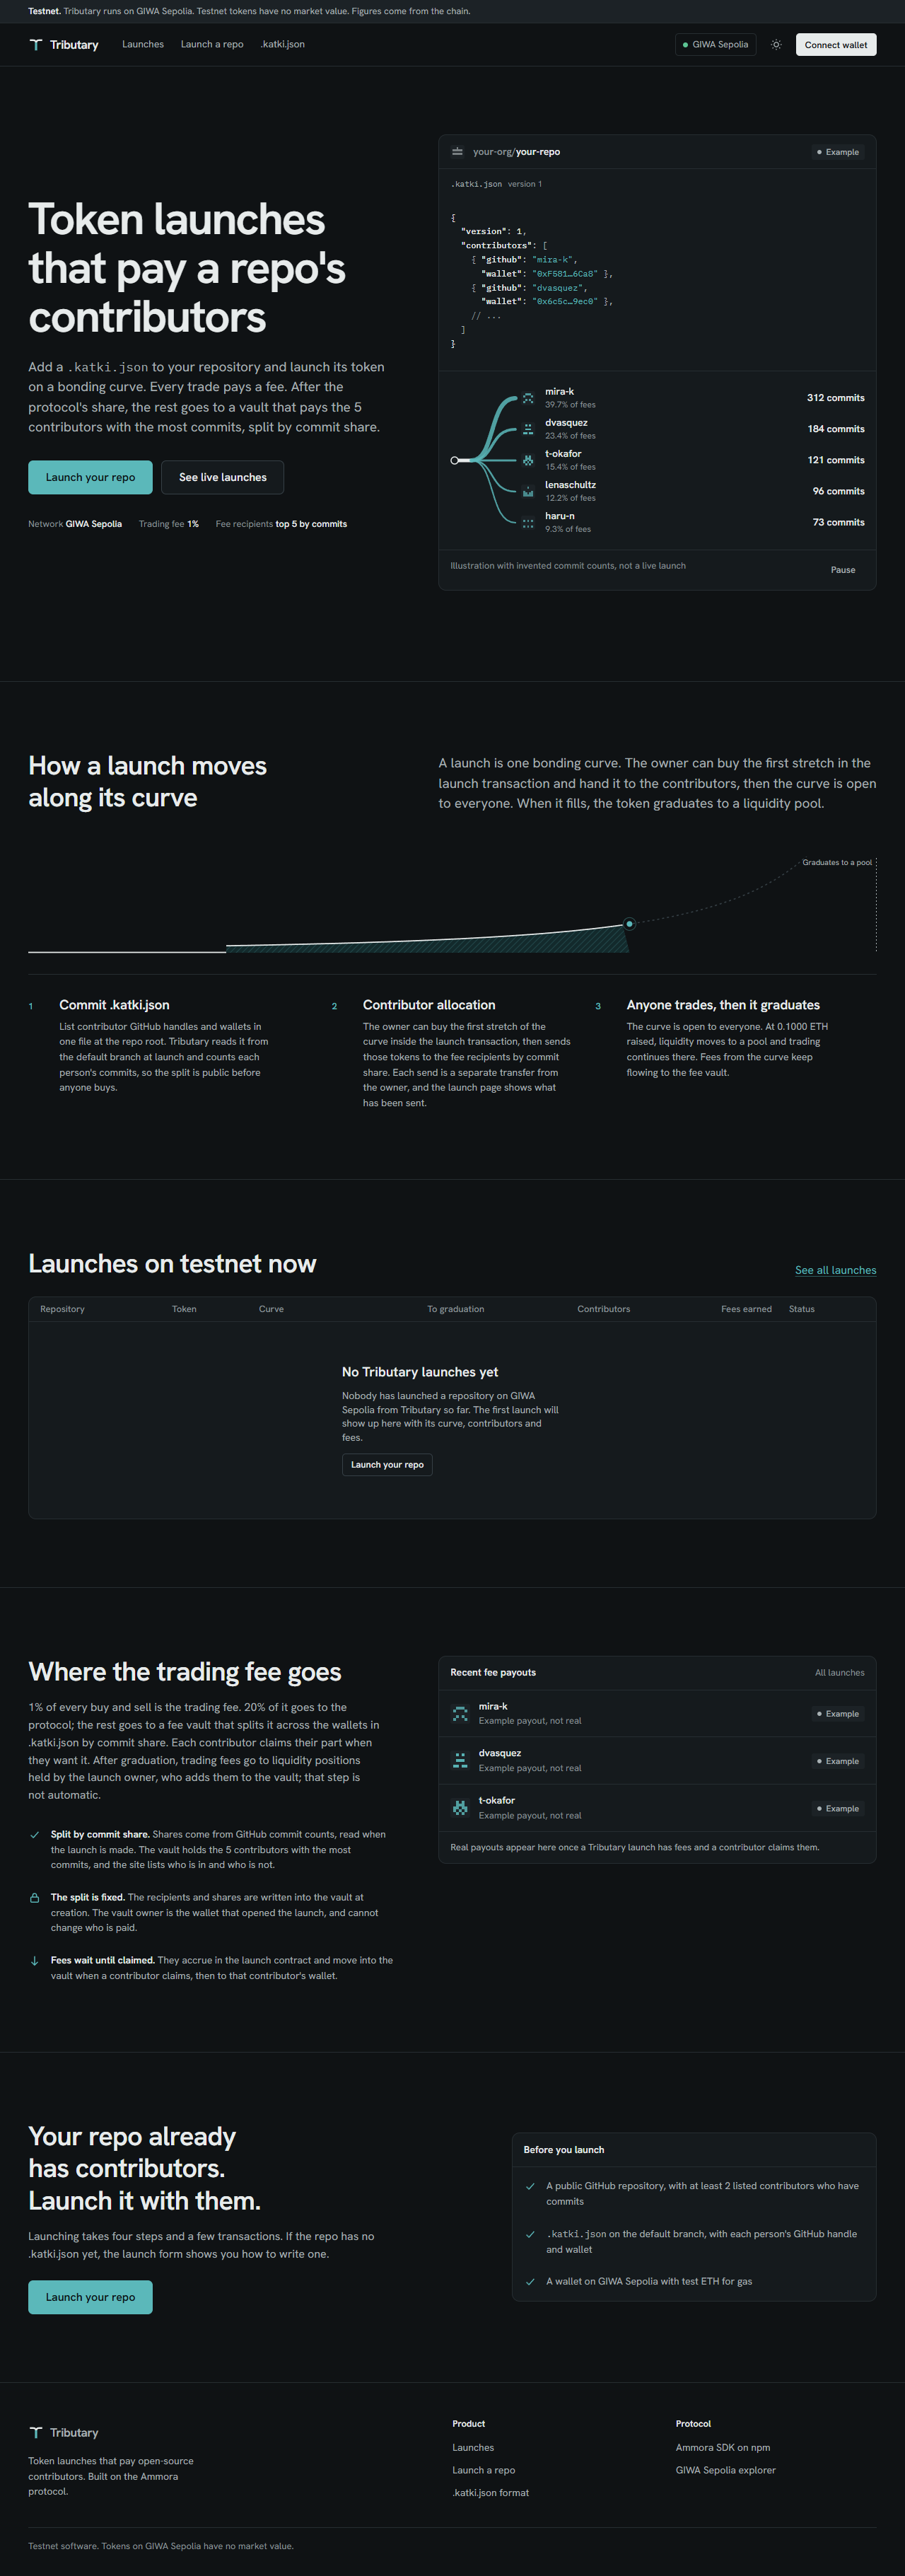 Testnet. Tributary runs on GIWA Sepolia. Testnet tokens have no market value. Figures come from the chain.
Tributary
Launches
Launch a repo
.katki.json
GIWA Sepolia
Connect wallet
Token launches
that pay a repo's
contributors
Add a .katki.json to your repository and launch its token
on a bonding curve. Every trade pays a fee. After the
protocol's share, the rest goes to a vault that pays the 5
contributors with the most commits, split by commit share.
Launch your repo
See live launches
Network GIWA Sepolia
Trading fee 1%
Fee recipients top 5 by commits
your-org/your-repo
Example
.katki.json version 1
{
"version": 1,
"contributors": [
{ "github": "mira-k",
"wallet": "0xF581…6Ca8" },
{ "github": "dvasquez",
"wallet": "0x6c5c…9ec0" },
// ...
]
}
mira-k
39.7% of fees
312 commits
dvasquez
23.4% of fees
184 commits
t-okafor
15.4% of fees
121 commits
lenaschultz
12.2% of fees
96 commits
haru-n
9.3% of fees
73 commits
Illustration with invented commit counts, not a live launch
Pause
How a launch moves
along its curve
A launch is one bonding curve. The owner can buy the first stretch in the
launch transaction and hand it to the contributors, then the curve is open
to everyone. When it fills, the token graduates to a liquidity pool.
Graduates to a pool
1
Commit .katki.json
List contributor GitHub handles and wallets in
one file at the repo root. Tributary reads it from
the default branch at launch and counts each
person's commits, so the split is public before
anyone buys.
2
Contributor allocation
The owner can buy the first stretch of the
curve inside the launch transaction, then sends
those tokens to the fee recipients by commit
share. Each send is a separate transfer from
the owner, and the launch page shows what
has been sent.
3
Anyone trades, then it graduates
The curve is open to everyone. At 0.1000 ETH
raised, liquidity moves to a pool and trading
continues there. Fees from the curve keep
flowing to the fee vault.
Launches on testnet now
See all launches
Repository
Token
Curve
To graduation
Contributors
Fees earned
Status
No Tributary launches yet
Nobody has launched a repository on GIWA
Sepolia from Tributary so far. The first launch will
show up here with its curve, contributors and
fees.
Launch your repo
Where the trading fee goes
1% of every buy and sell is the trading fee. 20% of it goes to the
protocol; the rest goes to a fee vault that splits it across the wallets in
.katki.json by commit share. Each contributor claims their part when
they want it. After graduation, trading fees go to liquidity positions
held by the launch owner, who adds them to the vault; that step is
not automatic.
Split by commit share. Shares come from GitHub commit counts, read when
the launch is made. The vault holds the 5 contributors with the most
commits, and the site lists who is in and who is not.
The split is fixed. The recipients and shares are written into the vault at
creation. The vault owner is the wallet that opened the launch, and cannot
change who is paid.
Fees wait until claimed. They accrue in the launch contract and move into the
vault when a contributor claims, then to that contributor's wallet.
Recent fee payouts
All launches
mira-k
Example payout, not real
Example
dvasquez
Example payout, not real
Example
t-okafor
Example payout, not real
Example
Real payouts appear here once a Tributary launch has fees and a contributor claims them.
Your repo already
has contributors.
Launch it with them.
Launching takes four steps and a few transactions. If the repo has no
.katki.json yet, the launch form shows you how to write one.
Launch your repo
Before you launch
A public GitHub repository, with at least 2 listed contributors who have
commits
.katki.json on the default branch, with each person's GitHub handle
and wallet
A wallet on GIWA Sepolia with test ETH for gas
Tributary
Token launches that pay open-source
contributors. Built on the Ammora
protocol.
Product
Launches
Launch a repo
.katki.json format
Protocol
Ammora SDK on npm
GIWA Sepolia explorer
Testnet software. Tokens on GIWA Sepolia have no market value.